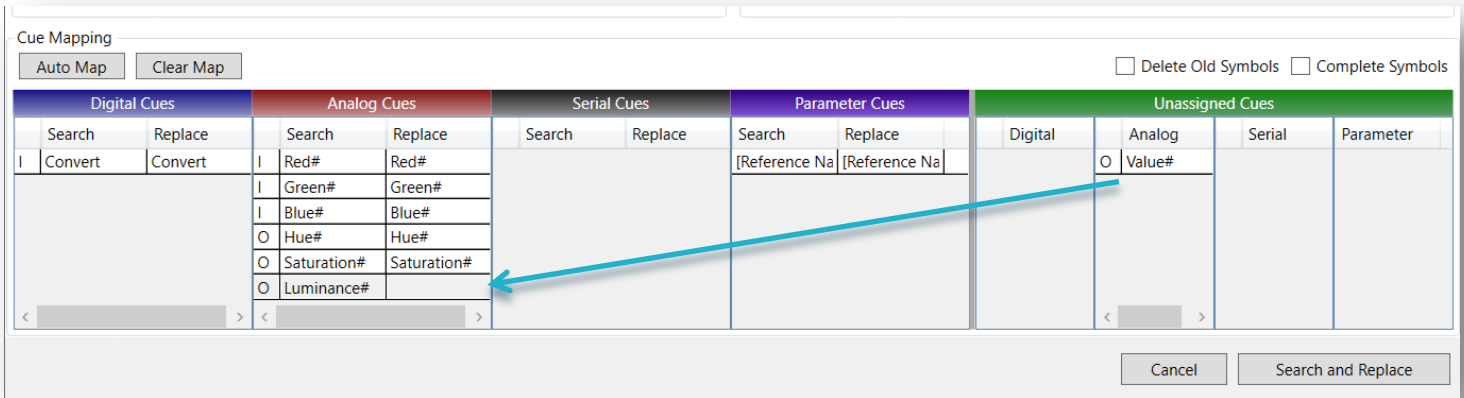 Cue Mapping
Auto Map Clear Map Delete Old Symbols Complete Symbols
Digital Cues Analog Cues Serial Cues Parameter Cues Unassigned Cues
Search Replace Search Replace Search Replace Search Replace Digital Analog Serial Parameter
I Convert Convert I Red# Red# [Reference Na [Reference Na O Value#
I Green# Green#
I Blue# Blue#
O Hue# Hue#
O Saturation# Saturation#
O Luminance#
Cancel Search and Replace